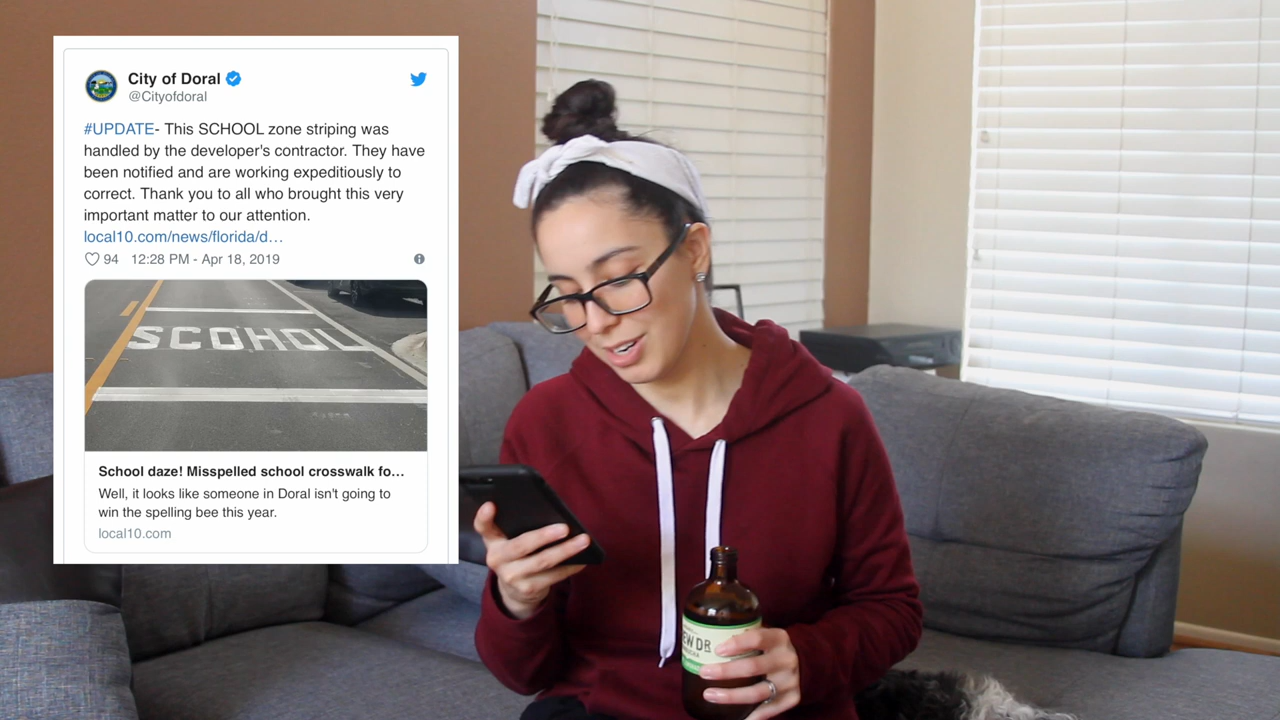 City of Doral
@Cityofdoral
#UPDATE- This SCHOOL zone striping was
handled by the developer's contractor. They have
been notified and are working expeditiously to
correct. Thank you to all who brought this very
important matter to our attention.
local10.com/news/florida/d…
94 12:28 PM - Apr 18, 2019
SCOHOL
School daze! Misspelled school crosswalk fo…
Well, it looks like someone in Doral isn't going to
win the spelling bee this year.
local10.com
EW DR